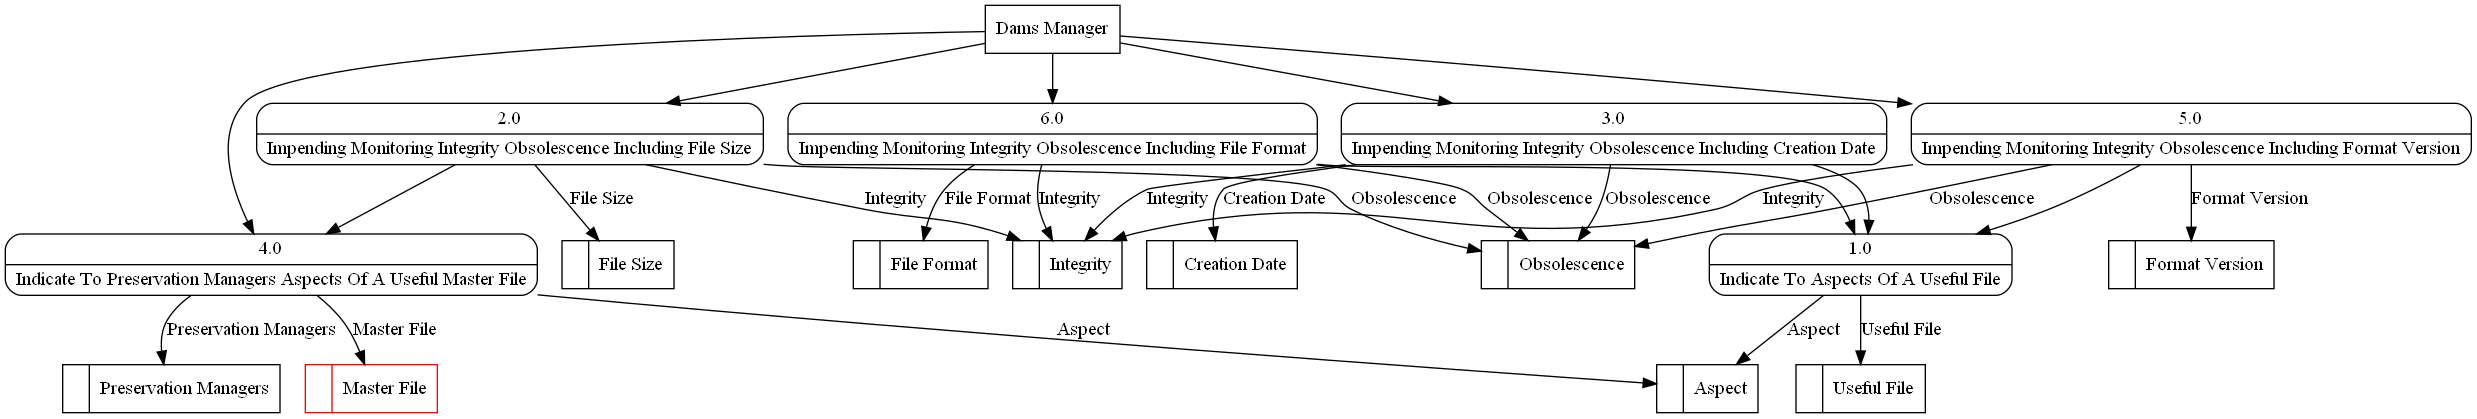 Dams Manager
2.0
Impending Monitoring Integrity Obsolescence Including File Size
6.0
Impending Monitoring Integrity Obsolescence Including File Format
3.0
Impending Monitoring Integrity Obsolescence Including Creation Date
5.0
Impending Monitoring Integrity Obsolescence Including Format Version
File Size
Integrity
File Format
Integrity
Integrity
Creation Date
Obsolescence
Obsolescence
Obsolescence
Integrity
Obsolescence
Format Version
4.0
Indicate To Preservation Managers Aspects Of A Useful Master File
File Size
File Format
Integrity
Creation Date
Obsolescence
1.0
Indicate To Aspects Of A Useful File
Format Version
Preservation Managers
Master File
Aspect
Aspect
Useful File
Preservation Managers
Master File
Aspect
Useful File